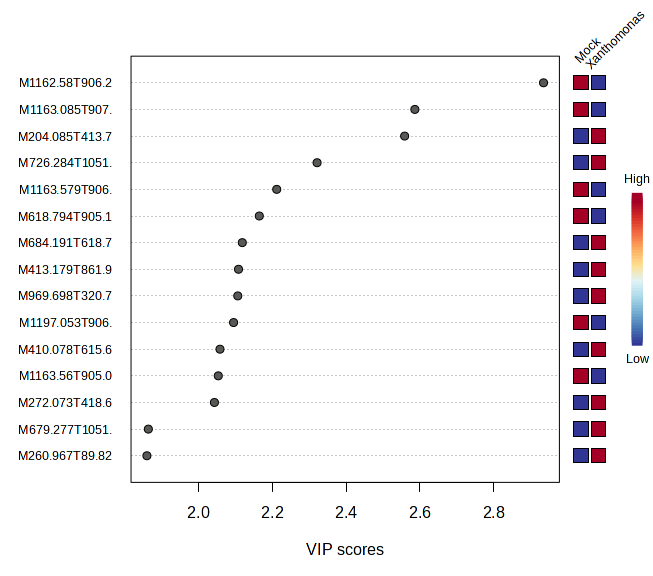 Mock
Xanthomonas
M1162.58T906.2
M1163.085T907.
M204.085T413.7
M726.284T1051.
M1163.579T906.
M618.794T905.1
M684.191T618.7
M413.179T861.9
M969.698T320.7
M1197.053T906.
M410.078T615.6
M1163.56T905.0
M272.073T418.6
M679.277T1051.
M260.967T89.82
High
Low
2.0 2.2 2.4 2.6 2.8
VIP scores